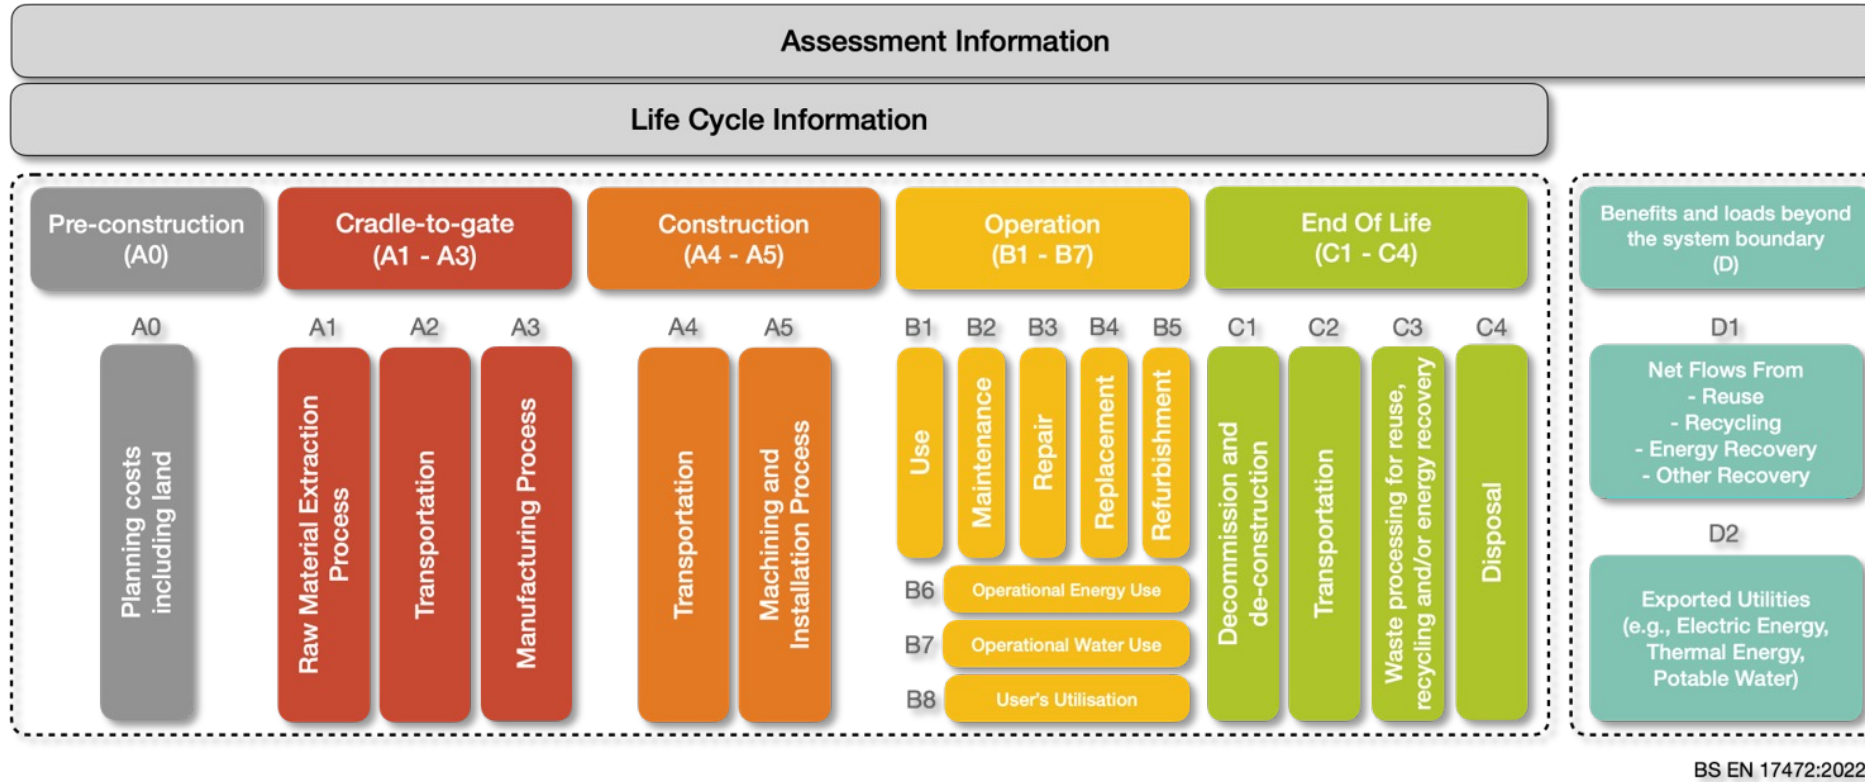 Assessment Information
Life Cycle Information
Pre-construction
(A0)
Cradle-to-gate
(A1 - A3)
Construction
(A4 - A5)
Operation
(B1 - B7)
End Of Life
(C1 - C4)
Benefits and loads beyond
the system boundary
(D)
A0
Planning costs
including land
A1
Raw Material Extraction
Process
A2
Transportation
A3
Manufacturing Process
A4
Transportation
A5
Machining and
Installation Process
B1
Use
B2
Maintenance
B3
Repair
B4
Replacement
B5
Refurbishment
B6
Operational Energy Use
B7
Operational Water Use
B8
User's Utilisation
C1
Decommission and
de-construction
C2
Transportation
C3
Waste processing for reuse,
recycling and/or energy recovery
C4
Disposal
D1
Net Flows From
- Reuse
- Recycling
- Energy Recovery
- Other Recovery
D2
Exported Utilities
(e.g., Electric Energy,
Thermal Energy,
Potable Water)
BS EN 17472:2022